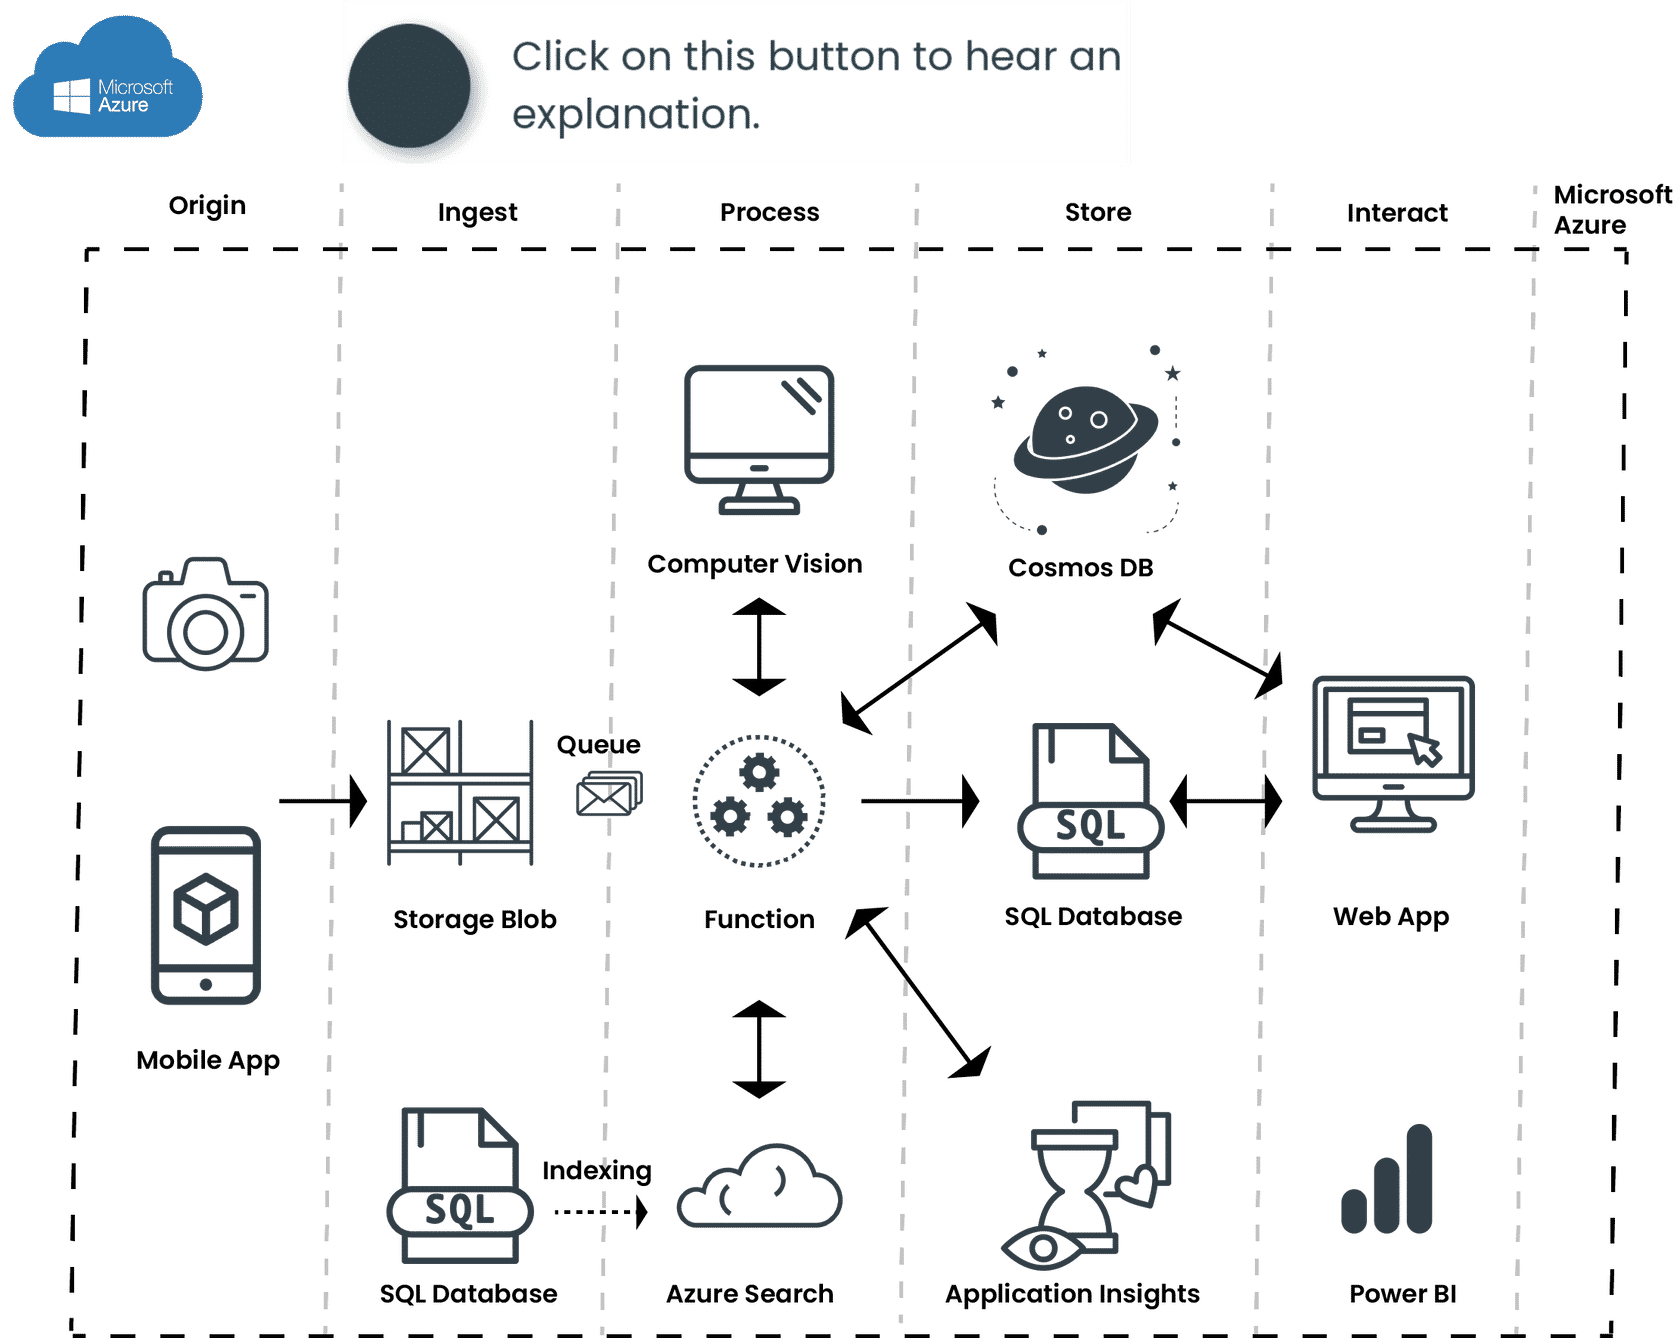 Microsoft
Azure
Click on this button to hear an
explanation.
Origin
Ingest
Process
Store
Interact
Microsoft
Azure
Computer Vision
Cosmos DB
Queue
SQL
Storage Blob
Function
SQL Database
Web App
Mobile App
Indexing
SQL
SQL Database
Azure Search
Application Insights
Power BI